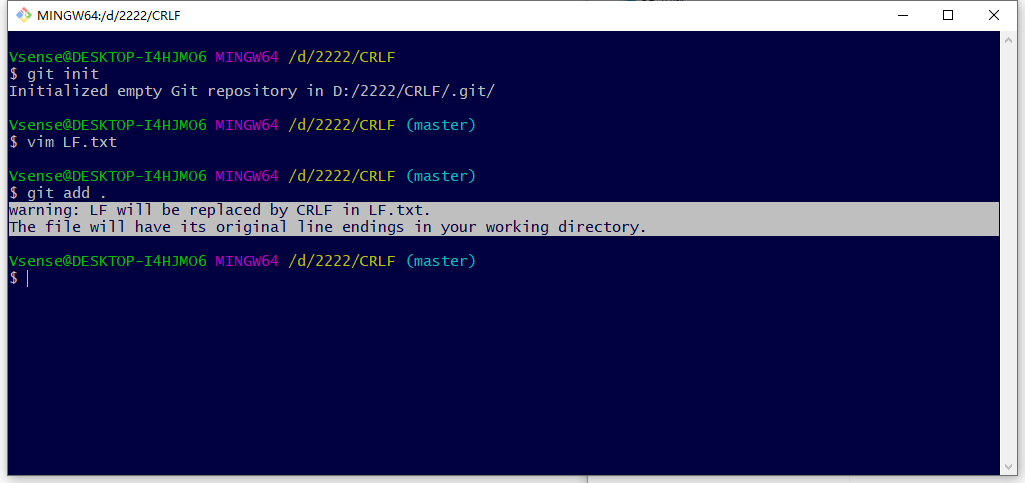 MINGW64:/d/2222/CRLF
Vsense@DESKTOP-I4HJMO6 MINGW64 /d/2222/CRLF
$ git init
Initialized empty Git repository in D:/2222/CRLF/.git/
Vsense@DESKTOP-I4HJMO6 MINGW64 /d/2222/CRLF (master)
$ vim LF.txt
Vsense@DESKTOP-I4HJMO6 MINGW64 /d/2222/CRLF (master)
$ git add .
warning: LF will be replaced by CRLF in LF.txt.
The file will have its original line endings in your working directory.
Vsense@DESKTOP-I4HJMO6 MINGW64 /d/2222/CRLF (master)
$